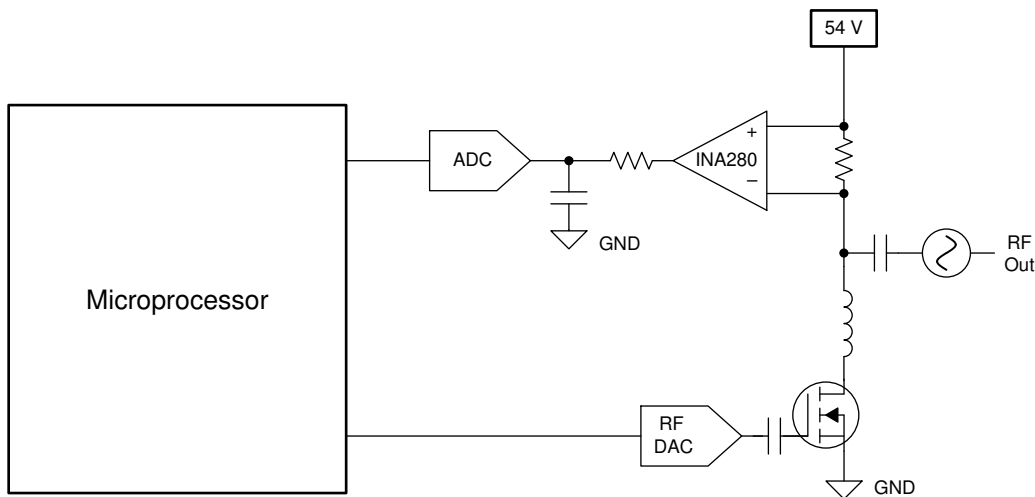 54 V
ADC
+
INA280
–
GND
RF
Out
Microprocessor
RF
DAC
GND